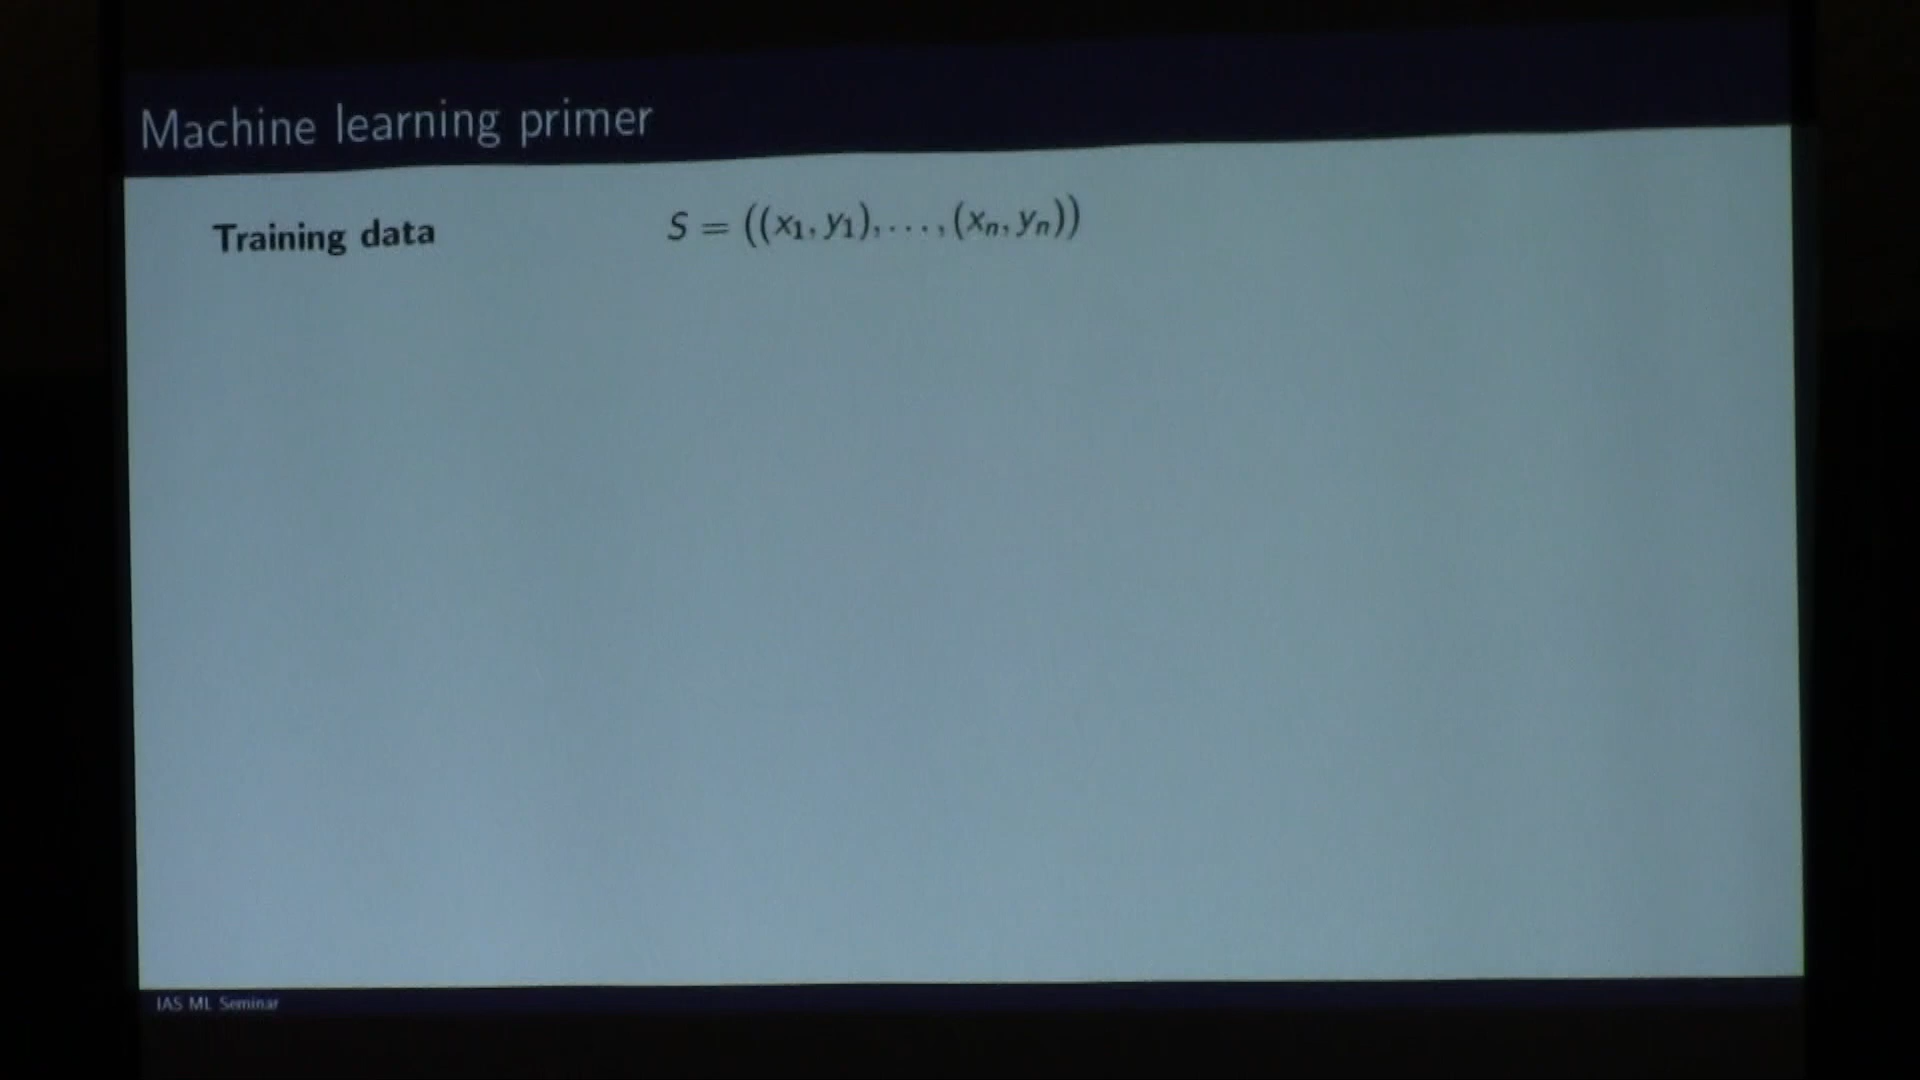 Machine learning primer
Training data S = ((x₁, y₁), . . . , (xₙ, yₙ))
IAS ML Seminar